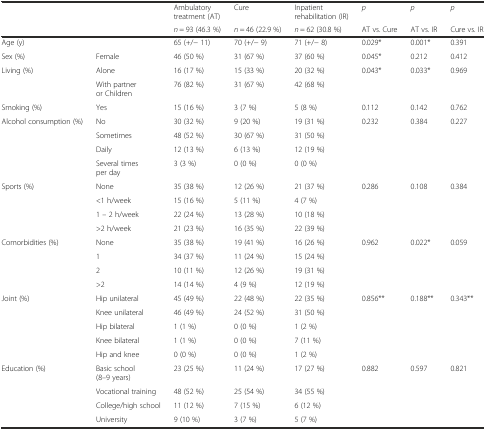 Ambulatory treatment (AT) Cure Inpatient rehabilitation (IR) p p p
n = 93 (46.3 %) n = 46 (22.9 %) n = 62 (30.8 %) AT vs. Cure AT vs. IR Cure vs. IR
Age (y) 65 (+/− 11) 70 (+/− 9) 71 (+/− 8) 0.029* 0.001* 0.391
Sex (%) Female 46 (50 %) 31 (67 %) 37 (60 %) 0.045* 0.212 0.412
Living (%) Alone 16 (17 %) 15 (33 %) 20 (32 %) 0.043* 0.033* 0.969
With partner or Children 76 (82 %) 31 (67 %) 42 (68 %)
Smoking (%) Yes 15 (16 %) 3 (7 %) 5 (8 %) 0.112 0.142 0.762
Alcohol consumption (%) No 30 (32 %) 9 (20 %) 19 (31 %) 0.232 0.384 0.227
Sometimes 48 (52 %) 30 (67 %) 31 (50 %)
Daily 12 (13 %) 6 (13 %) 12 (19 %)
Several times per day 3 (3 %) 0 (0 %) 0 (0 %)
Sports (%) None 35 (38 %) 12 (26 %) 21 (37 %) 0.286 0.108 0.384
<1 h/week 15 (16 %) 5 (11 %) 4 (7 %)
1 – 2 h/week 22 (24 %) 13 (28 %) 10 (18 %)
>2 h/week 21 (23 %) 16 (35 %) 22 (39 %)
Comorbidities (%) None 35 (38 %) 19 (41 %) 16 (26 %) 0.962 0.022* 0.059
1 34 (37 %) 11 (24 %) 15 (24 %)
2 10 (11 %) 12 (26 %) 19 (31 %)
>2 14 (14 %) 4 (9 %) 12 (19 %)
Joint (%) Hip unilateral 45 (49 %) 22 (48 %) 22 (35 %) 0.856** 0.188** 0.343**
Knee unilateral 46 (49 %) 24 (52 %) 31 (50 %)
Hip bilateral 1 (1 %) 0 (0 %) 1 (2 %)
Knee bilateral 1 (1 %) 0 (0 %) 7 (11 %)
Hip and knee 0 (0 %) 0 (0 %) 1 (2 %)
Education (%) Basic school (8–9 years) 23 (25 %) 11 (24 %) 17 (27 %) 0.882 0.597 0.821
Vocational training 48 (52 %) 25 (54 %) 34 (55 %)
College/high school 11 (12 %) 7 (15 %) 6 (12 %)
University 9 (10 %) 3 (7 %) 5 (7 %)